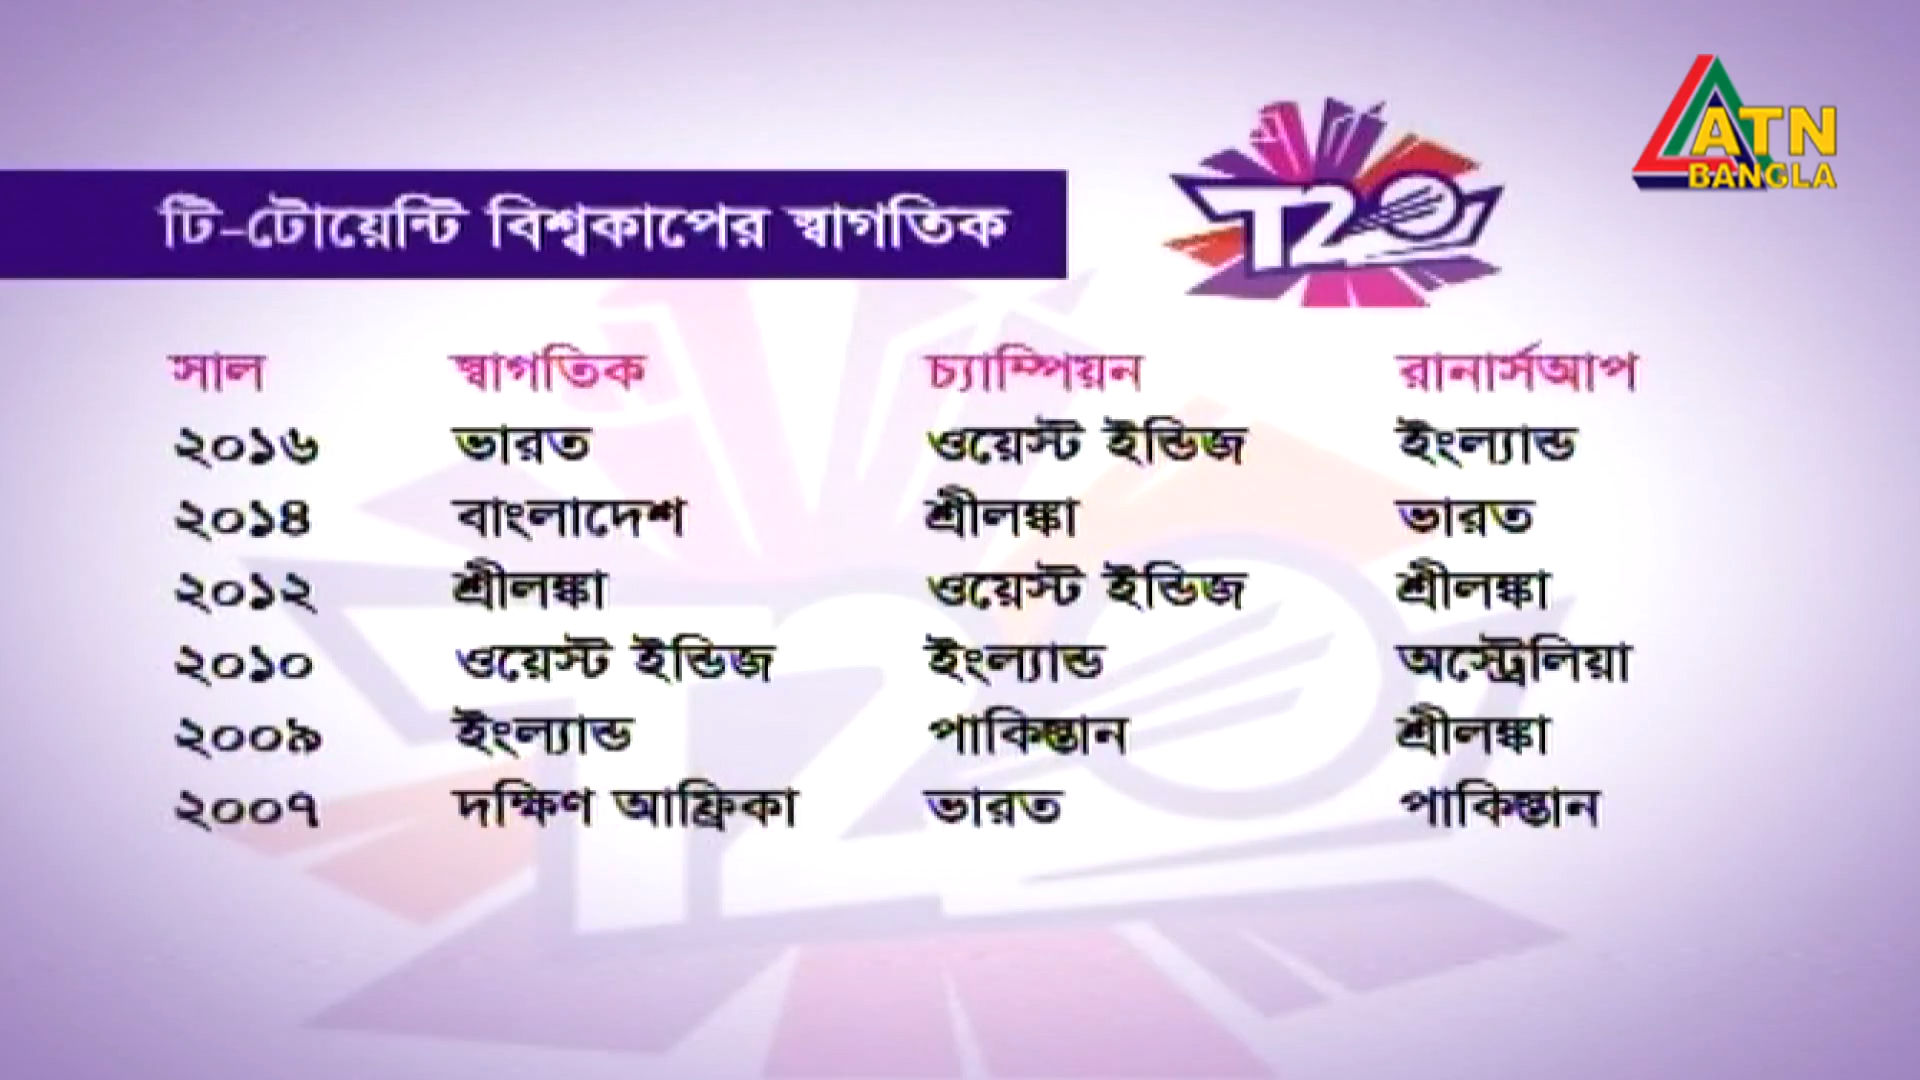 ATN
BANGLA
টি-টোয়েন্টি বিশ্বকাপের স্বাগতিক
T20
সাল স্বাগতিক চ্যাম্পিয়ন রানার্সআপ
২০১৬ ভারত ওয়েস্ট ইন্ডিজ ইংল্যান্ড
২০১৪ বাংলাদেশ শ্রীলঙ্কা ভারত
২০১২ শ্রীলঙ্কা ওয়েস্ট ইন্ডিজ শ্রীলঙ্কা
২০১০ ওয়েস্ট ইন্ডিজ ইংল্যান্ড অস্ট্রেলিয়া
২০০৯ ইংল্যান্ড পাকিস্তান শ্রীলঙ্কা
২০০৭ দক্ষিণ আফ্রিকা ভারত পাকিস্তান